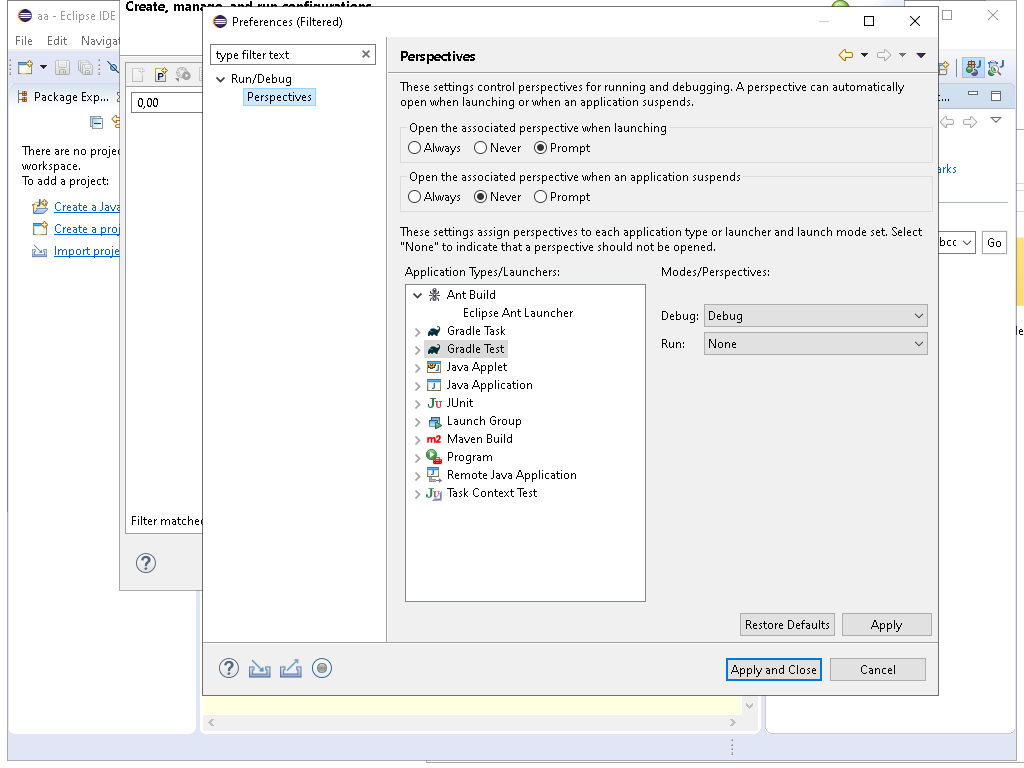 aa - Eclipse IDE
Create, manage, and run configurations
File Edit Navigat
Package Exp...
There are no proje
workspace.
To add a project:
Create a Java
Create a proj
Import proje
0,00
Filter matche
Preferences (Filtered)
type filter text
Run/Debug
Perspectives
Perspectives
These settings control perspectives for running and debugging. A perspective can automatically
open when launching or when an application suspends.
Open the associated perspective when launching
Always Never Prompt
Open the associated perspective when an application suspends
Always Never Prompt
These settings assign perspectives to each application type or launcher and launch mode set. Select
"None" to indicate that a perspective should not be opened.
Application Types/Launchers:
Ant Build
Eclipse Ant Launcher
Gradle Task
Gradle Test
Java Applet
Java Application
Ju JUnit
Launch Group
m2 Maven Build
Program
Remote Java Application
Task Context Test
Modes/Perspectives:
Debug: Debug
Run: None
Restore Defaults Apply
Apply and Close Cancel
arks
Go